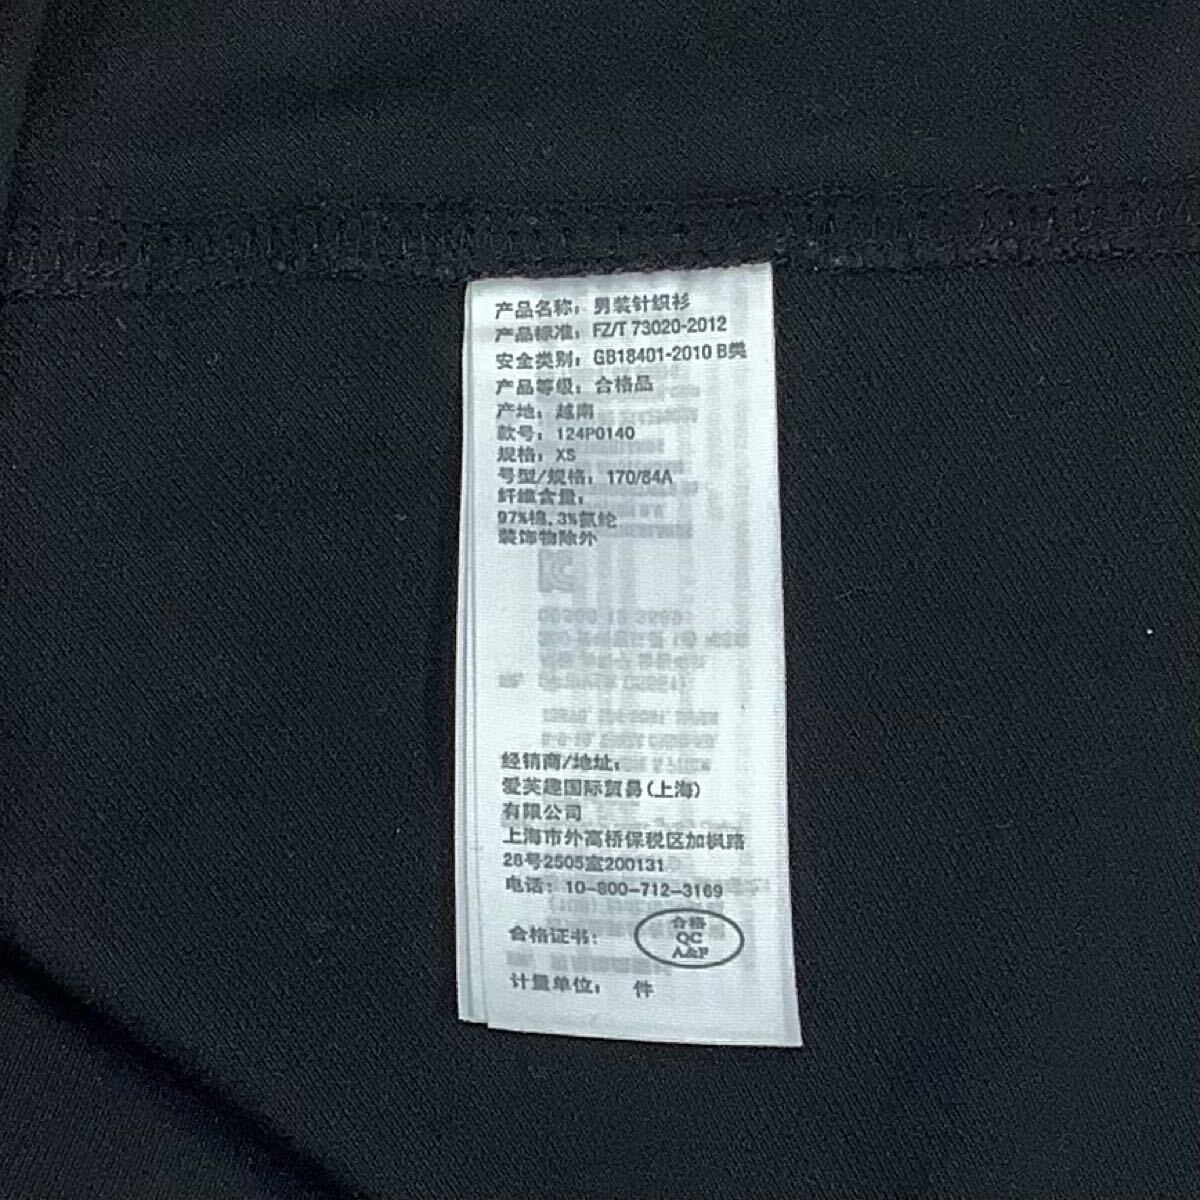 产品名称: 男装针织衫
产品标准: FZ/T 73020-2012
安全类别: GB18401-2010 B类
产品等级: 合格品
产地: 越南
款号: 124P0140
规格: XS
号型/规格: 170/84A
纤维含量:
97%棉, 3%氨纶
装饰物除外
经销商/地址:
爱芙趣国际贸易(上海)
有限公司
上海市外高桥保税区加枫路
28号2505室200131
电话: 10-800-712-3169
合格证书: 合格
QC
A&F
计量单位: 件